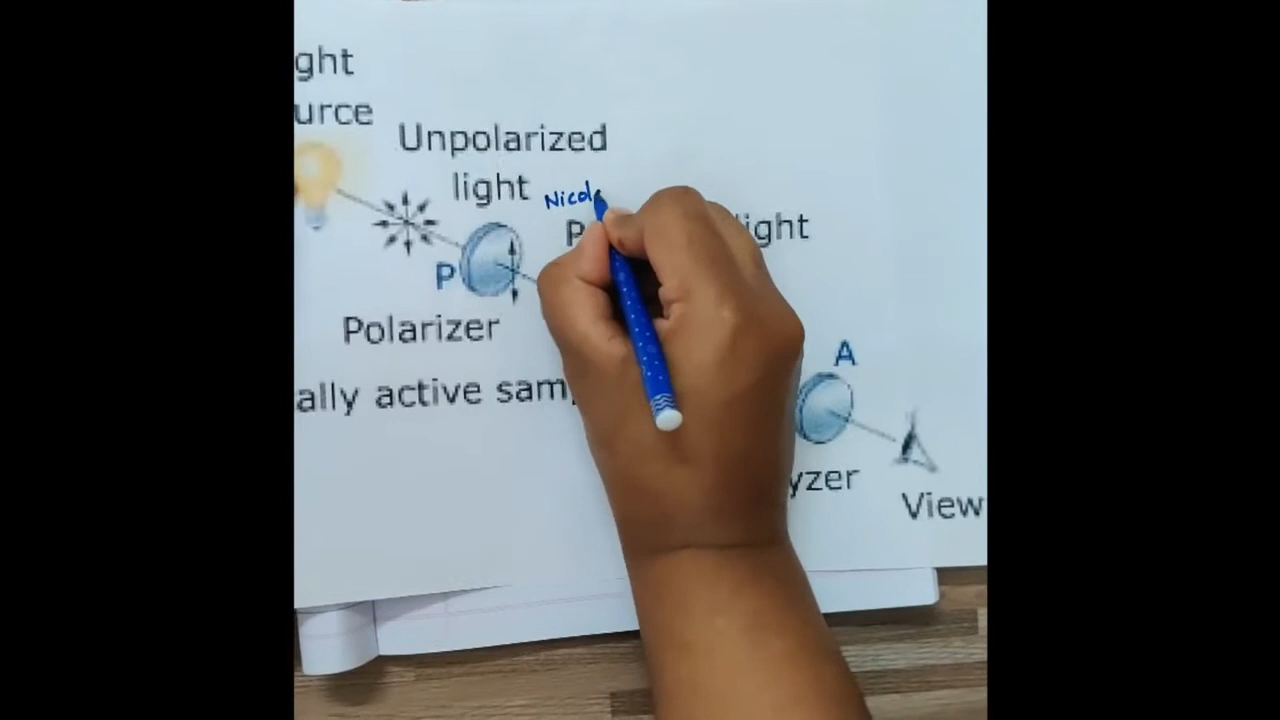 ght
urce
Unpolarized
light
Nicol
P light
P
Polarizer
A
ally active sam
yzer
View